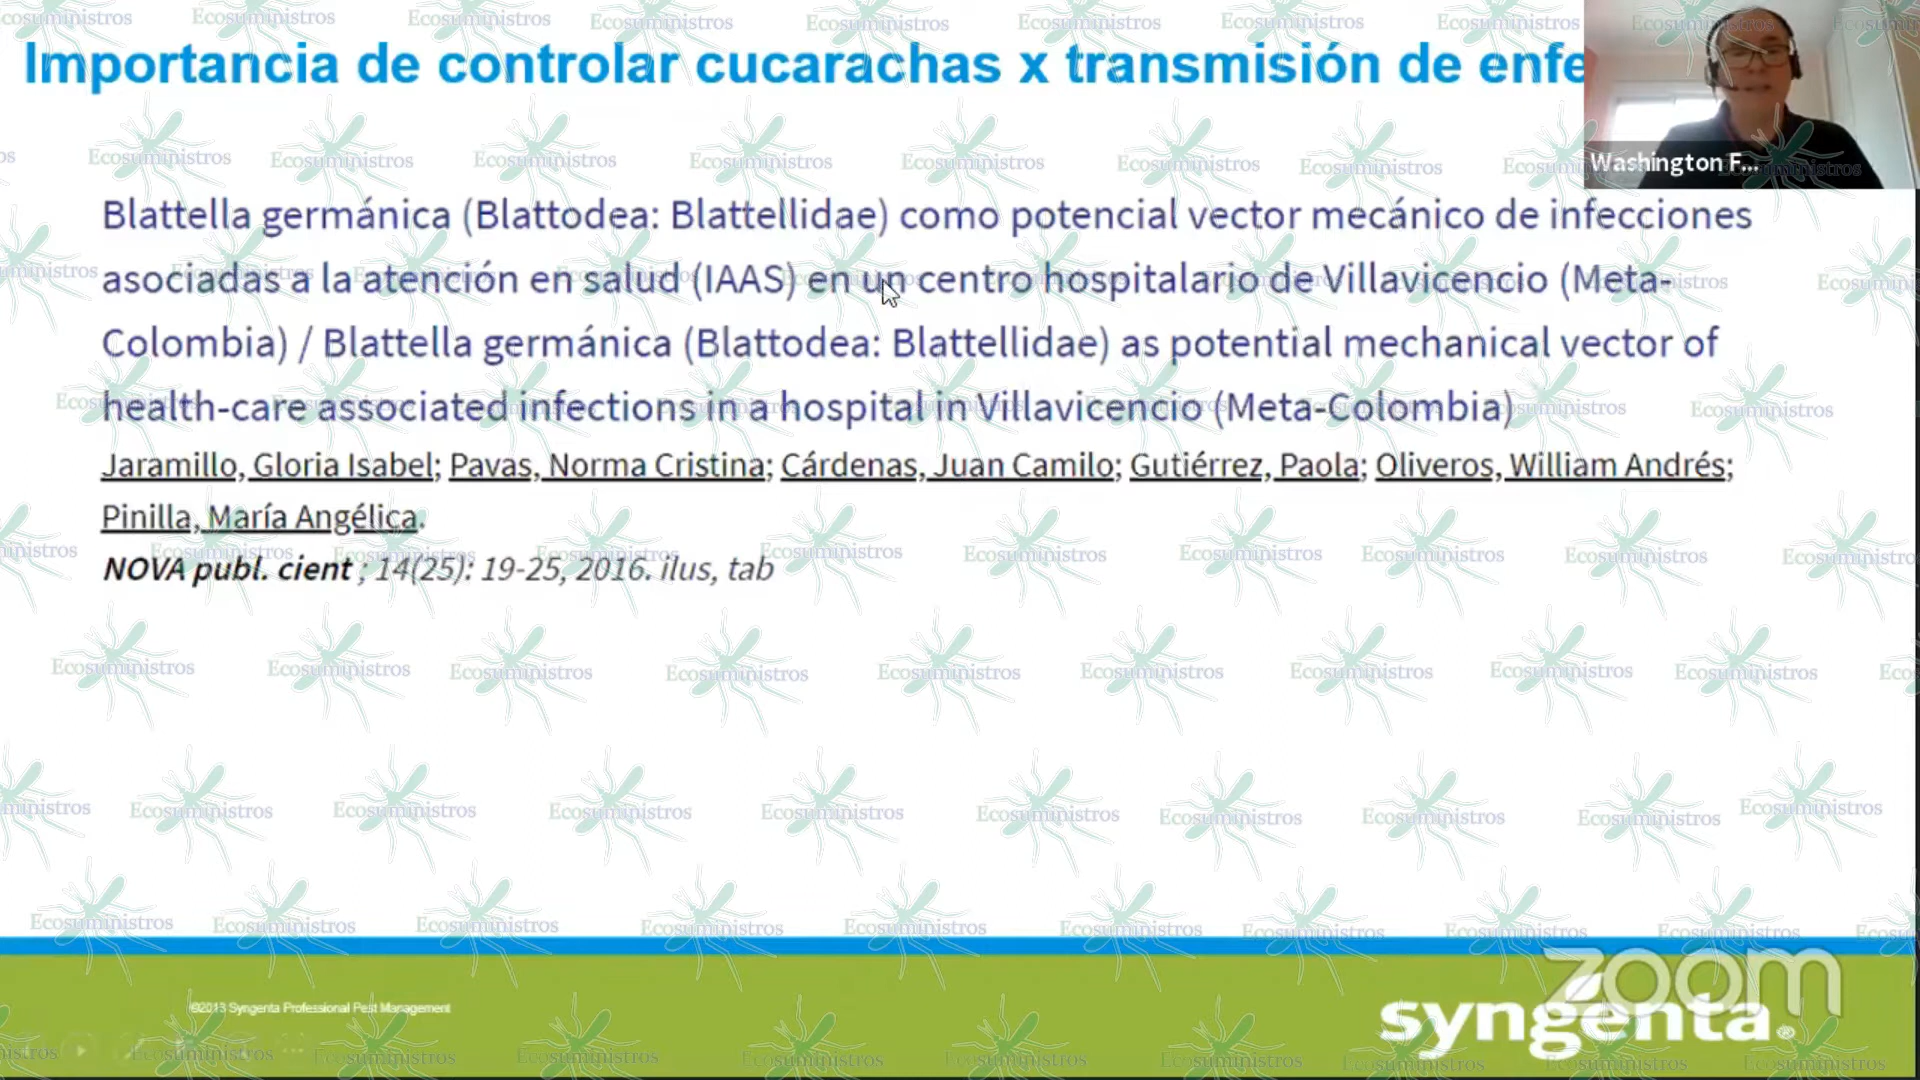 Importancia de controlar cucarachas x transmisión de enfe
Washington F...
Blattella germánica (Blattodea: Blattellidae) como potencial vector mecánico de infecciones
asociadas a la atención en salud (IAAS) en un centro hospitalario de Villavicencio (Meta-
Colombia) / Blattella germánica (Blattodea: Blattellidae) as potential mechanical vector of
health-care associated infections in a hospital in Villavicencio (Meta-Colombia)
Jaramillo, Gloria Isabel; Pavas, Norma Cristina; Cárdenas, Juan Camilo; Gutiérrez, Paola; Oliveros, William Andrés;
Pinilla, María Angélica.
NOVA publ. cient ; 14(25): 19-25, 2016. ilus, tab
Ecosuministros
©2013 Syngenta Professional Pest Management
zoom
syngenta®